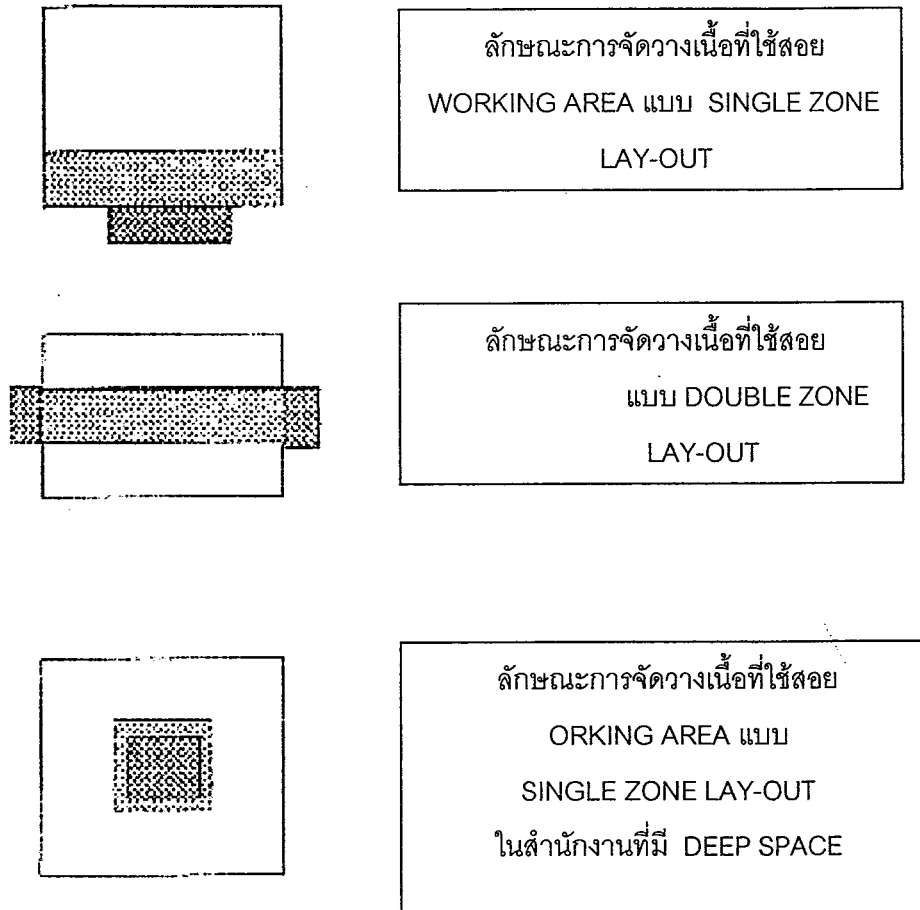 ลักษณะการจัดวางเนื้อที่ใช้สอย
WORKING AREA แบบ SINGLE ZONE
LAY-OUT
ลักษณะการจัดวางเนื้อที่ใช้สอย
แบบ DOUBLE ZONE
LAY-OUT
ลักษณะการจัดวางเนื้อที่ใช้สอย
ORKING AREA แบบ
SINGLE ZONE LAY-OUT
ในสำนักงานที่มี DEEP SPACE